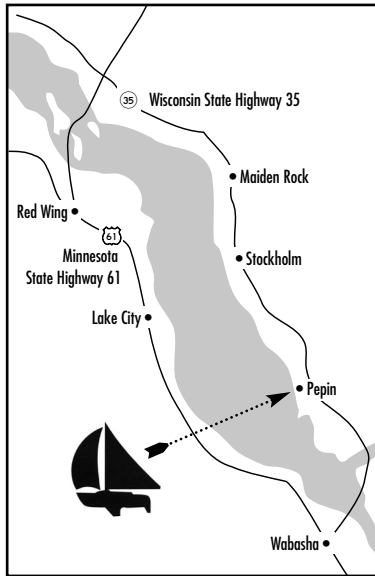 35
Wisconsin State Highway 35
Maiden Rock
Red Wing
61
Minnesota
State Highway 61
Stockholm
Lake City
Pepin
Wabasha